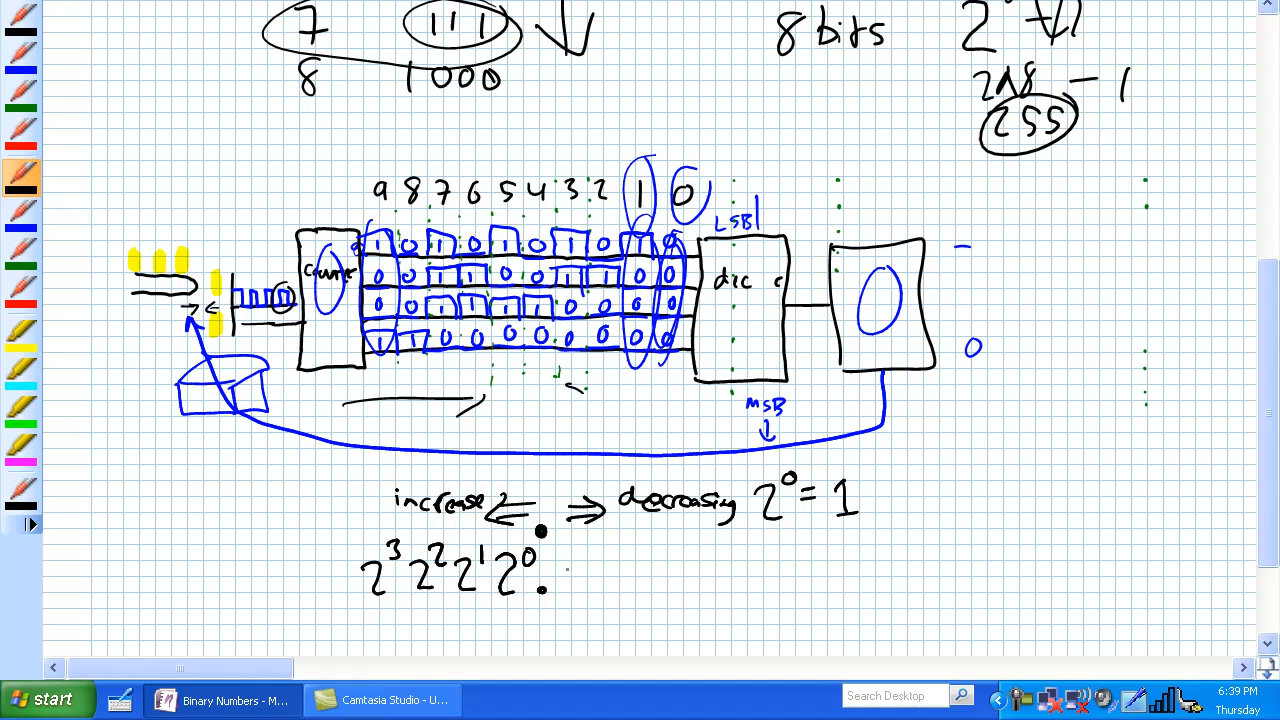 7 111 8 bits 2
8 1000 2^8 - 1
255
9 8 7 6 5 4 3 2 1 0
LSB
1 0 1 0 1 0 1 0 1 0
0 0 1 1 0 0 1 1 0 0
0 0 1 1 1 1 0 0 0 0
1 1 0 0 0 0 0 0 0 0
0
MSB
increase decreasing 2⁰ = 1
2³ 2² 2¹ 2⁰ .
start Binary Numbers - M... Camtasia Studio - U... Search Desktop 6:39 PM
Thursday